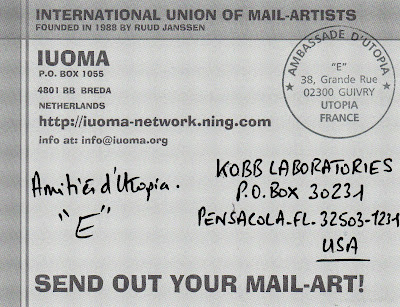 INTERNATIONAL UNION OF MAIL-ARTISTS
FOUNDED IN 1988 BY RUUD JANSSEN
IUOMA
P.O. BOX 1055
4801 BB BREDA
NETHERLANDS
http://iuoma-network.ning.com
info at: info@iuoma.org
★ AMBASSADE D'UTOPIA ★
"E"
38, Grande Rue
02300 GUIVRY
UTOPIA
FRANCE
Amitiés d'Utopia.
"E"
KOBB LABORATORIES
P.O. BOX 30231
PENSACOLA. FL. 32503-1231
USA
SEND OUT YOUR MAIL-ART!